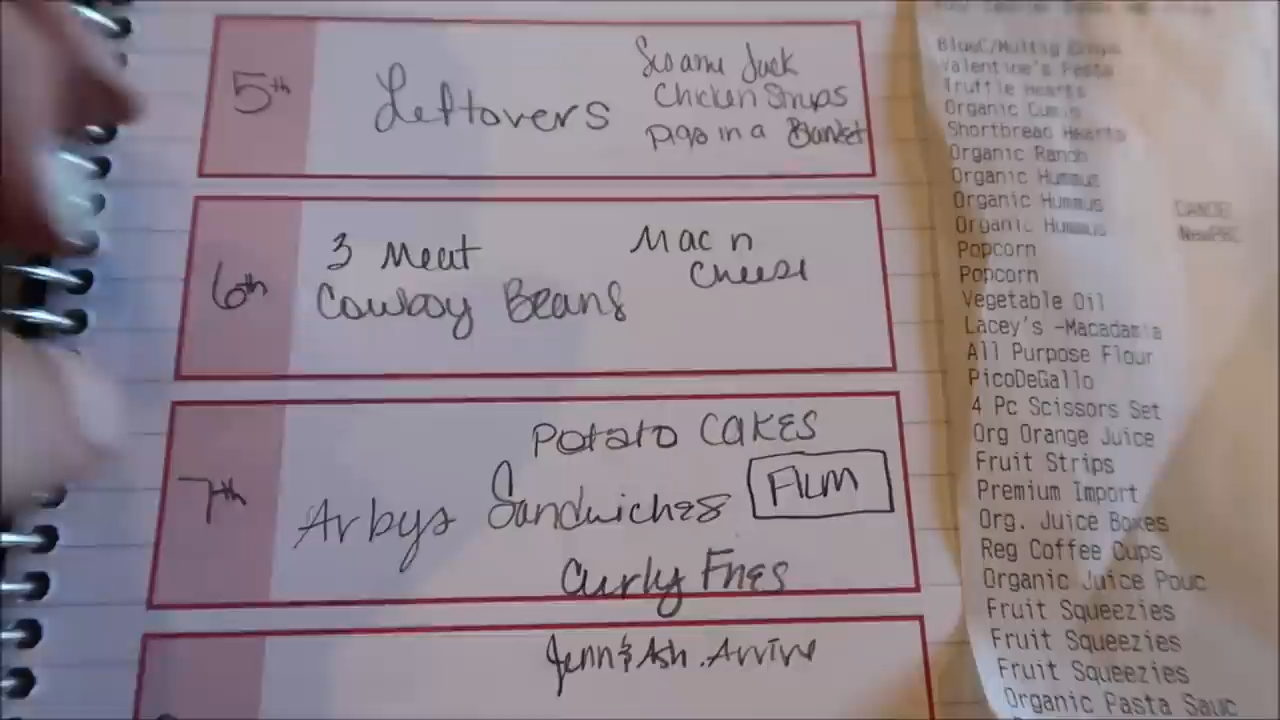 5th
Leftovers
Chicken Strips
pigs in a Blanket
6th
3 Meat
Cowboy Beans
Mac n
Cheese
7th
Potato CAKES
Arbys Sandwiches
Film
Curly Fries
Jenn & Ash Arrive
Valentine's Pasta
Truffle Hearts
Organic
Shortbread Hearts
Organic Ranch
Organic Hummus
Organic Hummus
CANCEL
Organic Hummus
Popcorn
Popcorn
Vegetable Oil
Lacey's -Macadamia
All Purpose Flour
PicoDeGallo
4 Pc Scissors Set
Org Orange Juice
Fruit Strips
Premium Import
Org. Juice Boxes
Reg Coffee Cups
Organic Juice Pouc
Fruit Squeezies
Fruit Squeezies
Fruit Squeezies
Organic Pasta Sauc